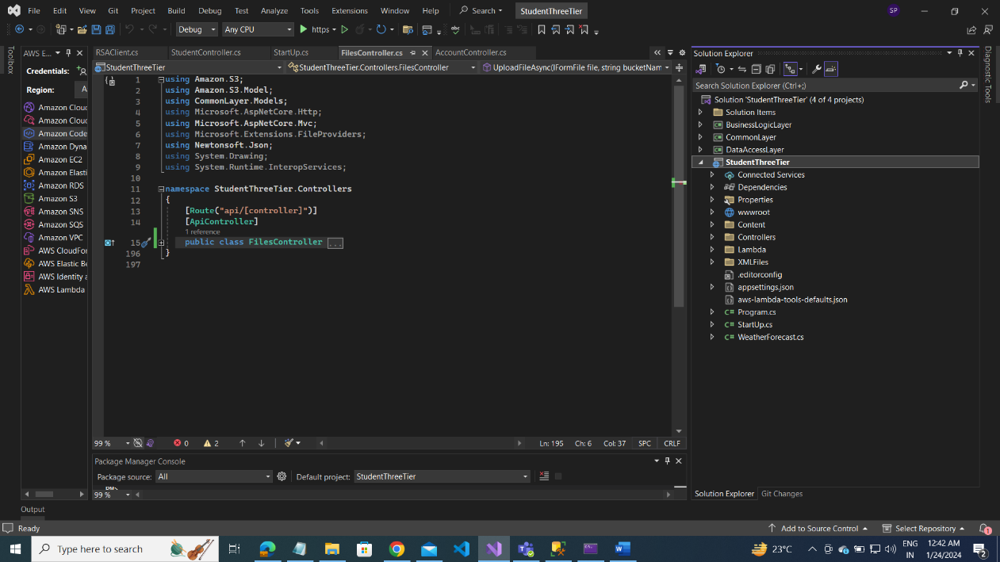 File Edit View Git Project Build Debug Test Analyze Tools Extensions Window Help Search StudentThreeTier SP
Debug Any CPU https
Toolbox
AWS E...
Credentials:
Region: A
Amazon Cloud
Amazon Cloud
Amazon Code
Amazon Dyna
Amazon EC2
Amazon Elasti
Amazon RDS
Amazon S3
Amazon SNS
Amazon SQS
Amazon VPC
AWS CloudFor
AWS Elastic Be
AWS Identity a
AWS Lambda
RSAClient.cs StudentController.cs StartUp.cs FilesController.cs AccountController.cs
StudentThreeTier StudentThreeTier.Controllers.FilesController UploadFileAsync(IFormFile file, string bucketNam
1 using Amazon.S3;
2 using Amazon.S3.Model;
3 using CommonLayer.Models;
4 using Microsoft.AspNetCore.Http;
5 using Microsoft.AspNetCore.Mvc;
6 using Microsoft.Extensions.FileProviders;
7 using Newtonsoft.Json;
8 using System.Drawing;
9 using System.Runtime.InteropServices;
10
11 namespace StudentThreeTier.Controllers
12 {
13 [Route("api/[controller]")]
14 [ApiController]
1 reference
15 public class FilesController ...
196 }
197
99 % 0 2 Ln: 195 Ch: 6 Col: 37 SPC CRLF
Package Manager Console
Package source: All Default project: StudentThreeTier
PM>
99 %
Output
Solution Explorer
Search Solution Explorer (Ctrl+;)
Solution 'StudentThreeTier' (4 of 4 projects)
Solution Items
BusinessLogicLayer
CommonLayer
DataAccessLayer
StudentThreeTier
Connected Services
Dependencies
Properties
wwwroot
Content
Controllers
Lambda
XMLFiles
.editorconfig
appsettings.json
aws-lambda-tools-defaults.json
Program.cs
StartUp.cs
WeatherForecast.cs
Solution Explorer Git Changes
Diagnostic Tools
Ready Add to Source Control Select Repository 1
Type here to search 23°C ENG IN 12:42 AM 1/24/2024 2